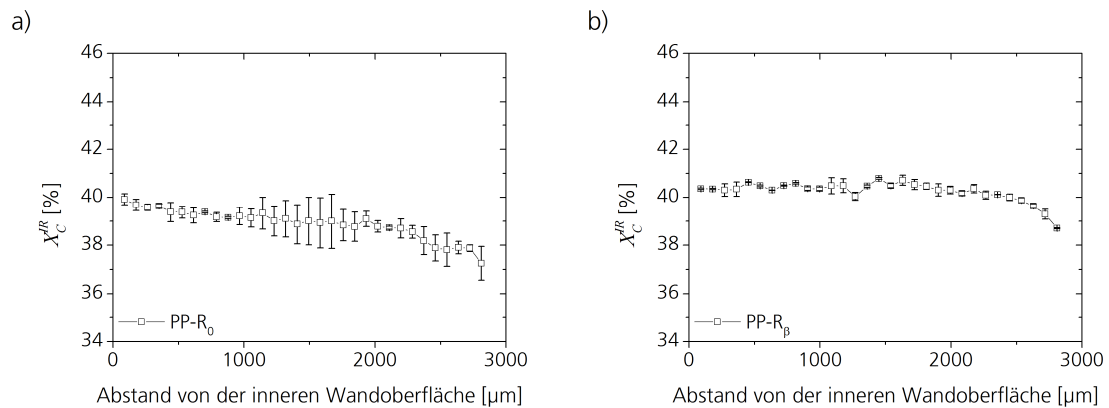 a)
46
44
42
40
38
36
34
X_C^IR [%]
PP-R₀
0 1000 2000 3000
Abstand von der inneren Wandoberfläche [µm]
b)
46
44
42
40
38
36
34
X_C^IR [%]
PP-Rᵦ
0 1000 2000 3000
Abstand von der inneren Wandoberfläche [µm]